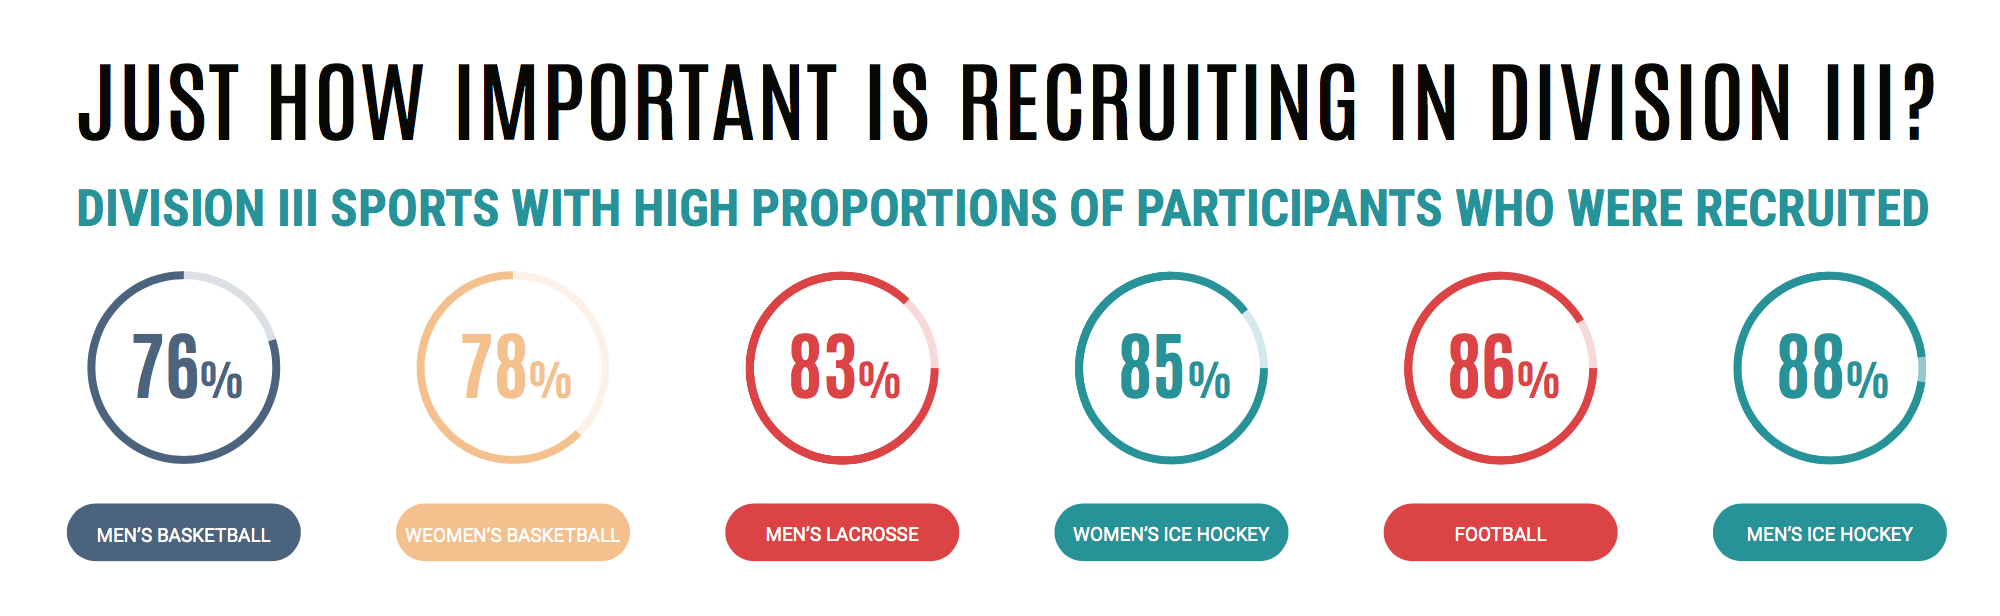 JUST HOW IMPORTANT IS RECRUITING IN DIVISION III?
DIVISION III SPORTS WITH HIGH PROPORTIONS OF PARTICIPANTS WHO WERE RECRUITED
76%
78%
83%
85%
86%
88%
MEN'S BASKETBALL
WEOMEN'S BASKETBALL
MEN'S LACROSSE
WOMEN'S ICE HOCKEY
FOOTBALL
MEN'S ICE HOCKEY